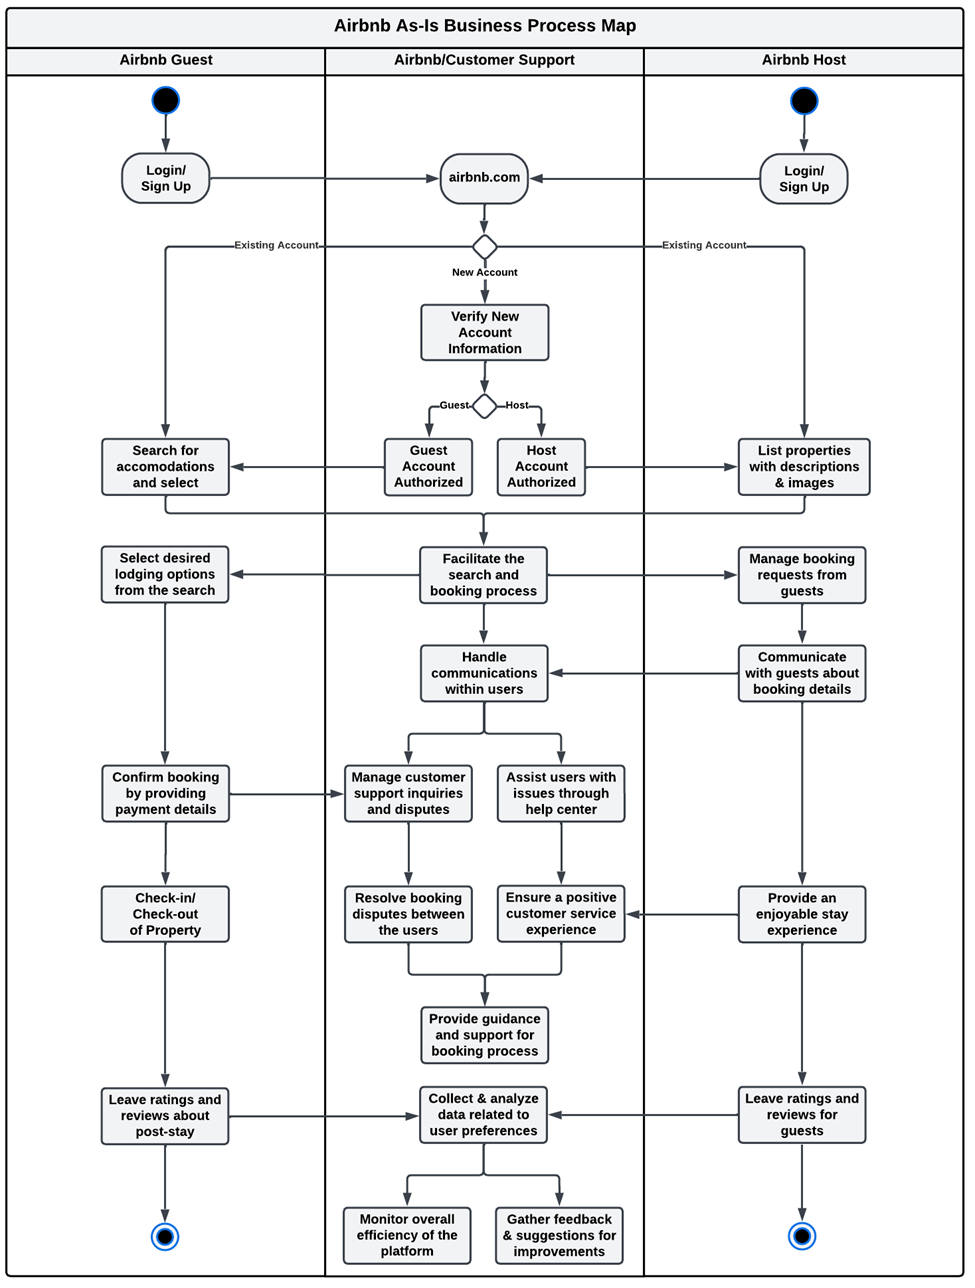 Airbnb As-Is Business Process Map
Airbnb Guest
Airbnb/Customer Support
Airbnb Host
Login/
Sign Up
airbnb.com
Login/
Sign Up
Existing Account
Existing Account
New Account
Verify New
Account
Information
Guest
Host
Search for
accomodations
and select
Guest
Account
Authorized
Host
Account
Authorized
List properties
with descriptions
& images
Select desired
lodging options
from the search
Facilitate the
search and
booking process
Manage booking
requests from
guests
Handle
communications
within users
Communicate
with guests about
booking details
Confirm booking
by providing
payment details
Manage customer
support inquiries
and disputes
Assist users with
issues through
help center
Check-in/
Check-out
of Property
Resolve booking
disputes between
the users
Ensure a positive
customer service
experience
Provide an
enjoyable stay
experience
Provide guidance
and support for
booking process
Leave ratings and
reviews about
post-stay
Collect & analyze
data related to
user preferences
Leave ratings and
reviews for
guests
Monitor overall
efficiency of the
platform
Gather feedback
& suggestions for
improvements